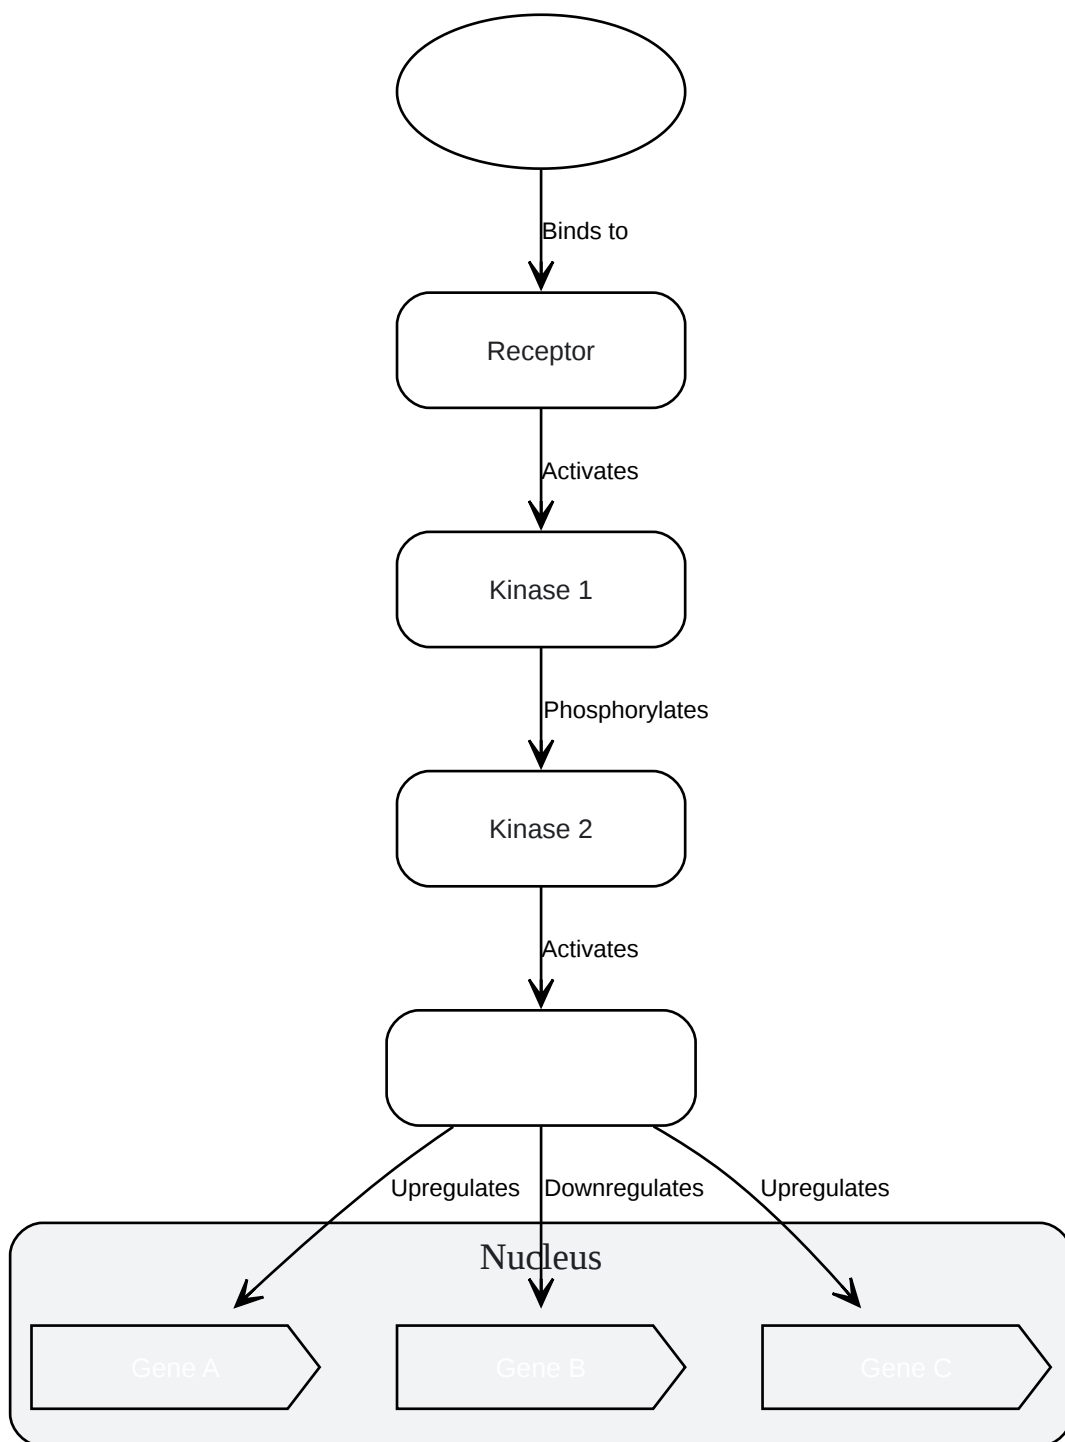 Binds to
Receptor
Activates
Kinase 1
Phosphorylates
Kinase 2
Activates
Upregulates
Downregulates
Upregulates
Nucleus
Gene A
Gene B
Gene C